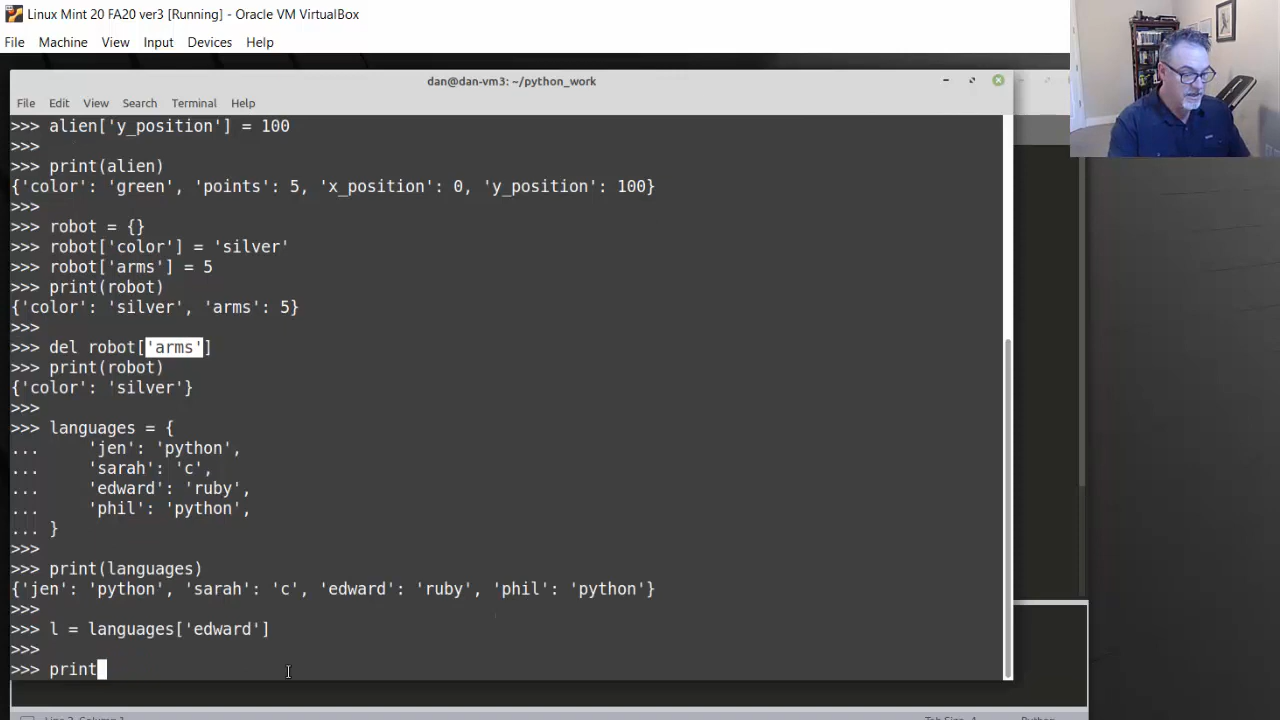 Linux Mint 20 FA20 ver3 [Running] - Oracle VM VirtualBox
File Machine View Input Devices Help
dan@dan-vm3: ~/python_work
File Edit View Search Terminal Help
>>> alien['y_position'] = 100
>>>
>>> print(alien)
{'color': 'green', 'points': 5, 'x_position': 0, 'y_position': 100}
>>>
>>> robot = {}
>>> robot['color'] = 'silver'
>>> robot['arms'] = 5
>>> print(robot)
{'color': 'silver', 'arms': 5}
>>>
>>> del robot['arms']
>>> print(robot)
{'color': 'silver'}
>>>
>>> languages = {
...     'jen': 'python',
...     'sarah': 'c',
...     'edward': 'ruby',
...     'phil': 'python',
... }
>>>
>>> print(languages)
{'jen': 'python', 'sarah': 'c', 'edward': 'ruby', 'phil': 'python'}
>>>
>>> l = languages['edward']
>>>
>>> print